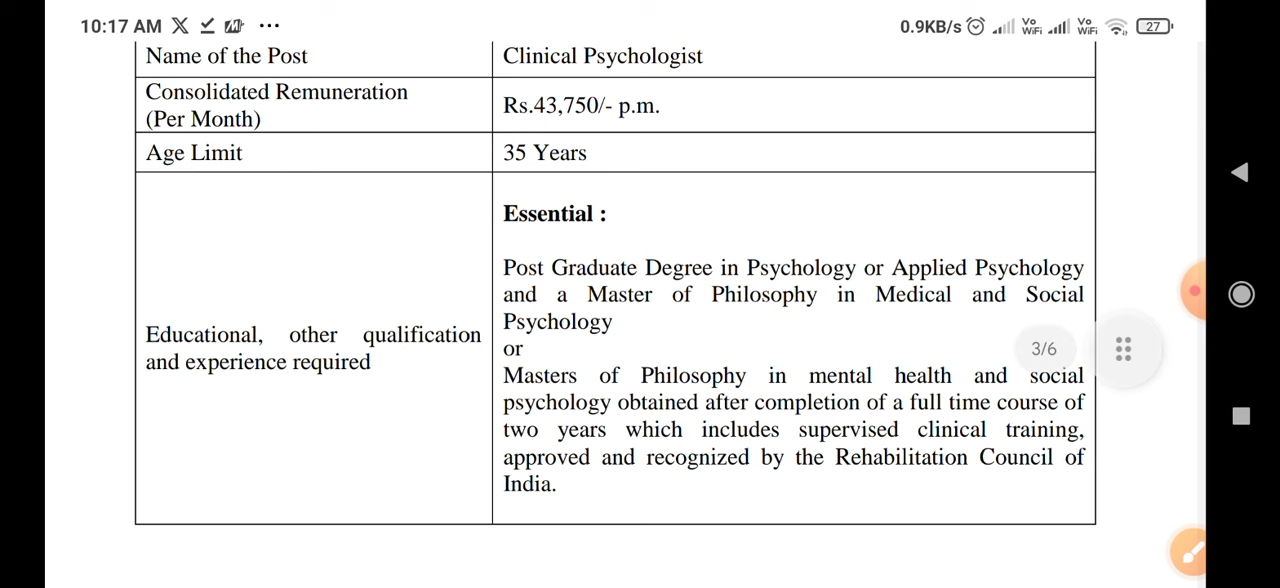 10:17 AM
0.9KB/s Vo WiFi Vo WiFi 27
Name of the Post
Clinical Psychologist
Consolidated Remuneration
(Per Month)
Rs.43,750/- p.m.
Age Limit
35 Years
Educational, other qualification
and experience required
Essential :
Post Graduate Degree in Psychology or Applied Psychology
and a Master of Philosophy in Medical and Social
Psychology
or
Masters of Philosophy in mental health and social
psychology obtained after completion of a full time course of
two years which includes supervised clinical training,
approved and recognized by the Rehabilitation Council of
India.
3/6